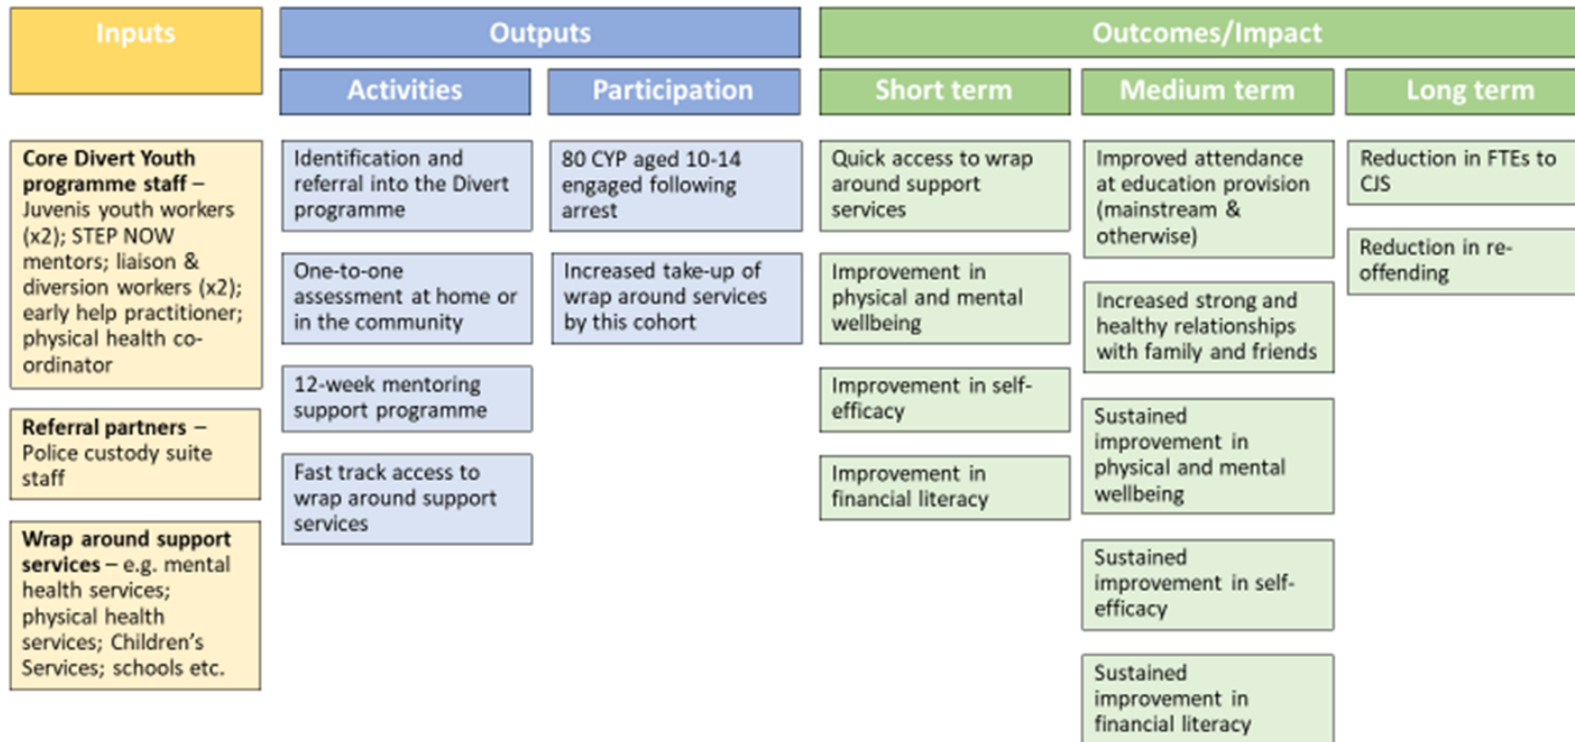 Inputs
Outputs
Outcomes/Impact
Activities
Participation
Short term
Medium term
Long term
Core Divert Youth
programme staff –
Juvenis youth workers
(x2); STEP NOW
mentors; liaison &
diversion workers (x2);
early help practitioner;
physical health co-
ordinator
Referral partners –
Police custody suite
staff
Wrap around support
services – e.g. mental
health services;
physical health
services; Children's
Services; schools etc.
Identification and
referral into the Divert
programme
One-to-one
assessment at home or
in the community
12-week mentoring
support programme
Fast track access to
wrap around support
services
80 CYP aged 10-14
engaged following
arrest
Increased take-up of
wrap around services
by this cohort
Quick access to wrap
around support
services
Improvement in
physical and mental
wellbeing
Improvement in self-
efficacy
Improvement in
financial literacy
Improved attendance
at education provision
(mainstream &
otherwise)
Increased strong and
healthy relationships
with family and friends
Sustained
improvement in
physical and mental
wellbeing
Sustained
improvement in self-
efficacy
Sustained
improvement in
financial literacy
Reduction in FTEs to
CJS
Reduction in re-
offending